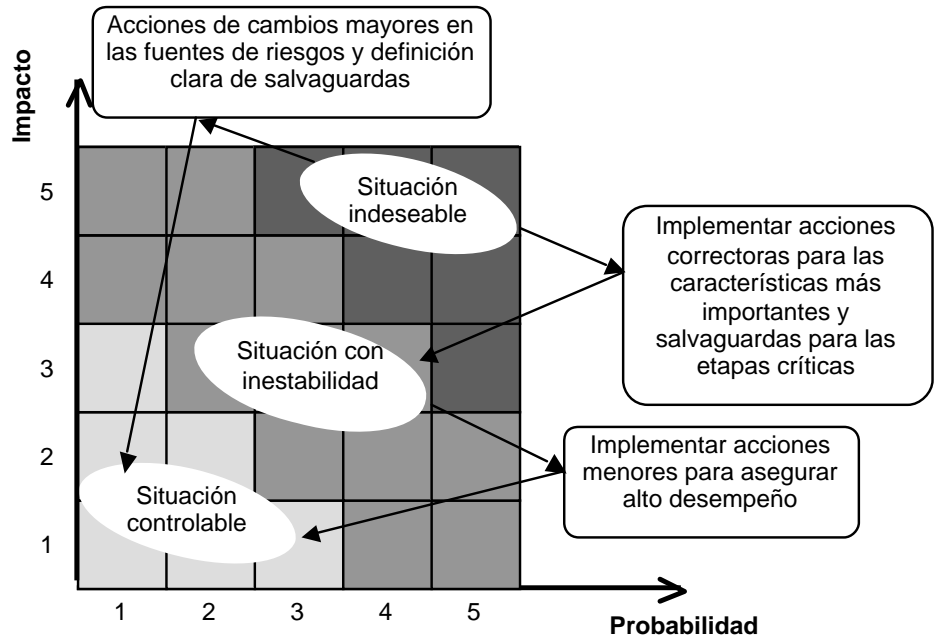 Acciones de cambios mayores en
las fuentes de riesgos y definición
clara de salvaguardas
Impacto
5
4
3
2
1
Situación
indeseable
Situación con
inestabilidad
Situación
controlable
Implementar acciones
correctoras para las
características más
importantes y
salvaguardas para las
etapas críticas
Implementar acciones
menores para asegurar
alto desempeño
1 2 3 4 5
Probabilidad